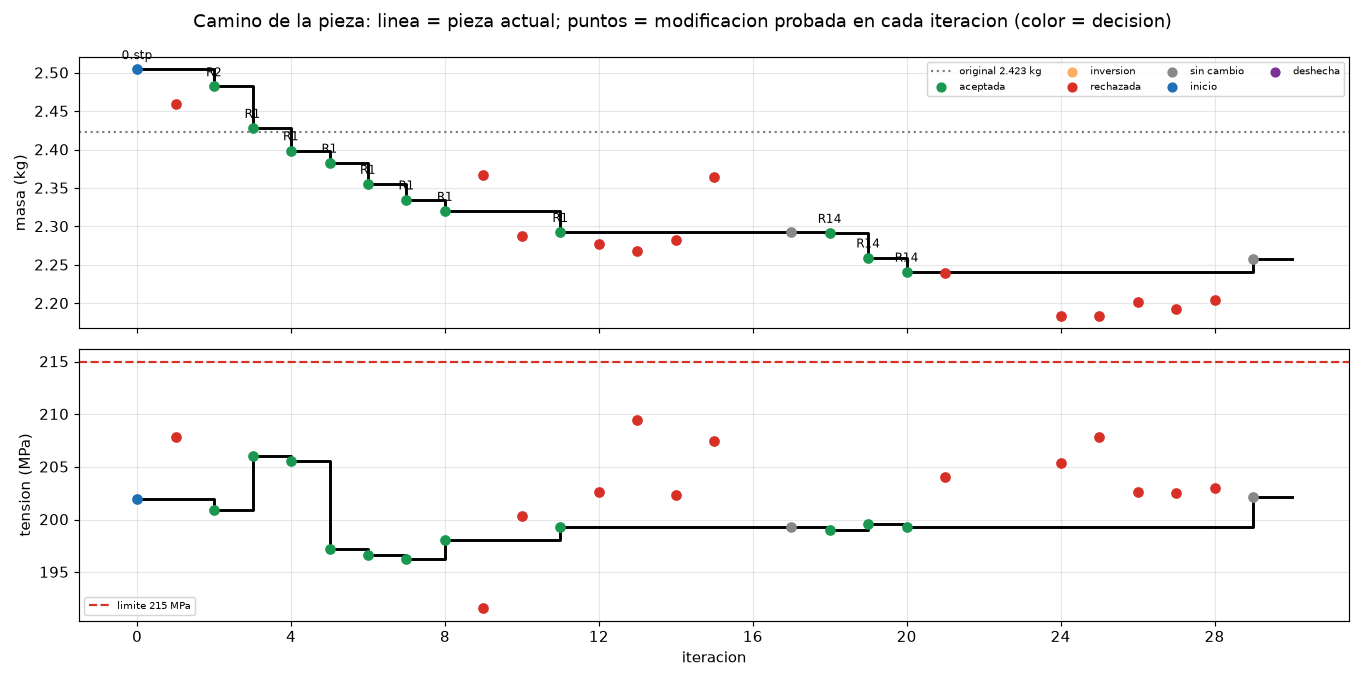 Camino de la pieza: linea = pieza actual; puntos = modificacion probada en cada iteracion (color = decision)
0.stp
R2
R1
R1
R1
R1
R1
R1
R1
R14
R14
R14
original 2.423 kg
aceptada
inversion
rechazada
sin cambio
inicio
deshecha
masa (kg)
2.50
2.45
2.40
2.35
2.30
2.25
2.20
tension (MPa)
215
210
205
200
195
limite 215 MPa
0 4 8 12 16 20 24 28
iteracion